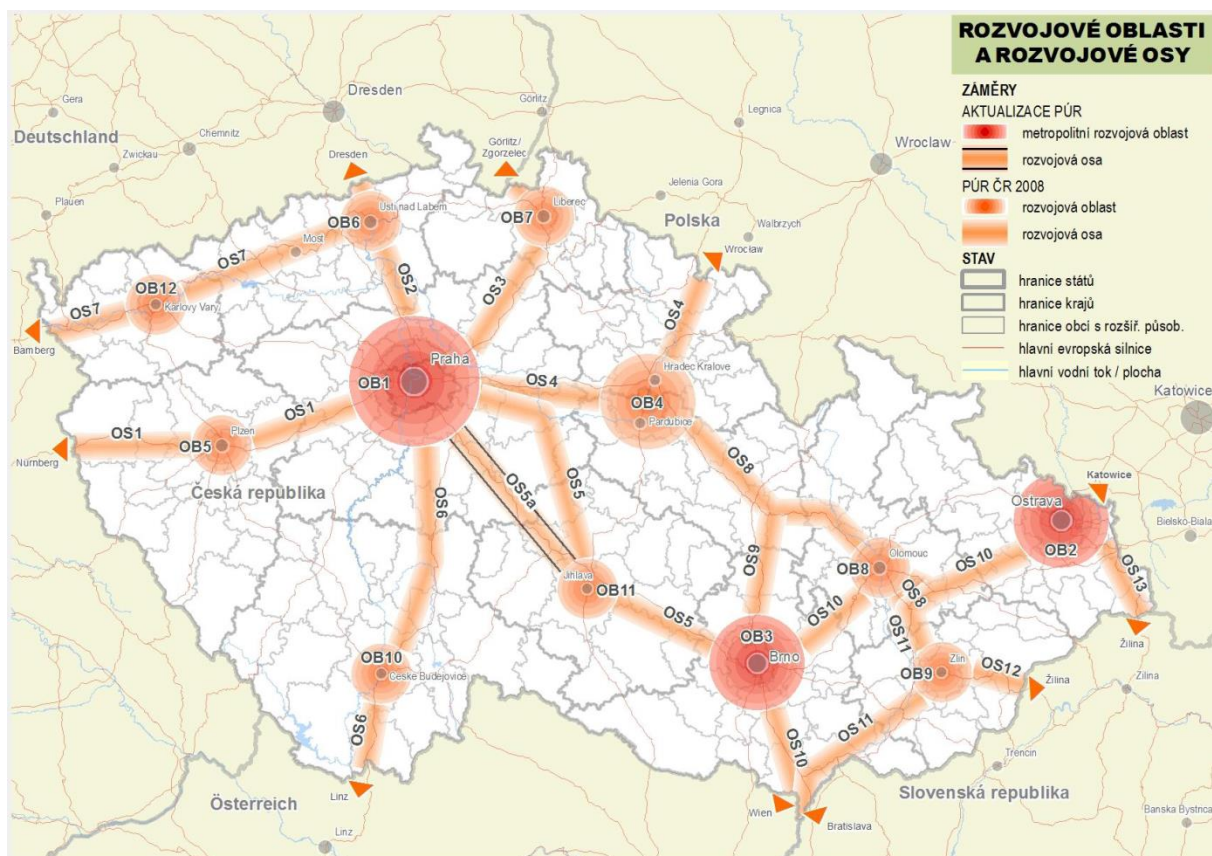 ROZVOJOVÉ OBLASTI
A ROZVOJOVÉ OSY
ZÁMĚRY
AKTUALIZACE PÚR
metropolitní rozvojová oblast
rozvojová osa
PÚR ČR 2008
rozvojová oblast
rozvojová osa
STAV
hranice států
hranice krajů
hranice obcí s rozšíř. působ.
hlavní evropská silnice
hlavní vodní tok / plocha
Gera
Dresden
Görlitz
Legnica
Deutschland
Chemnitz
Zwickau
Dresden
Görlitz/
Zgorzelec
Wroclaw
Plauen
Jelenia Gora
Polska
Walbrzych
Wrocław
OB6
Ústí nad Labem
OB7
Liberec
Most
OS7
OS2
OS3
OS4
OB12
Karlovy Vary
OS7
Bamberg
Praha
OB1
OS4
Hradec Kralove
OB4
Pardubice
Katowice
OS1
OS1
OB5
Plzen
Nürnberg
Česká republika
OS8
OS5a
OS5
OS6
Katowice
Ostrava
OB2
Bielsko-Biala
OS9
Olomouc
OB8
OS10
OS13
Jihlava
OB11
OS8
OS5
OS10
OS11
Žilina
OB3
Brno
OB10
České Budějovice
OB9
Zlín
OS12
Žilina
Žilina
OS6
OS10
OS11
Trencin
Linz
Österreich
Slovenská republika
Wien
Bratislava
Linz
Banska Bystrica